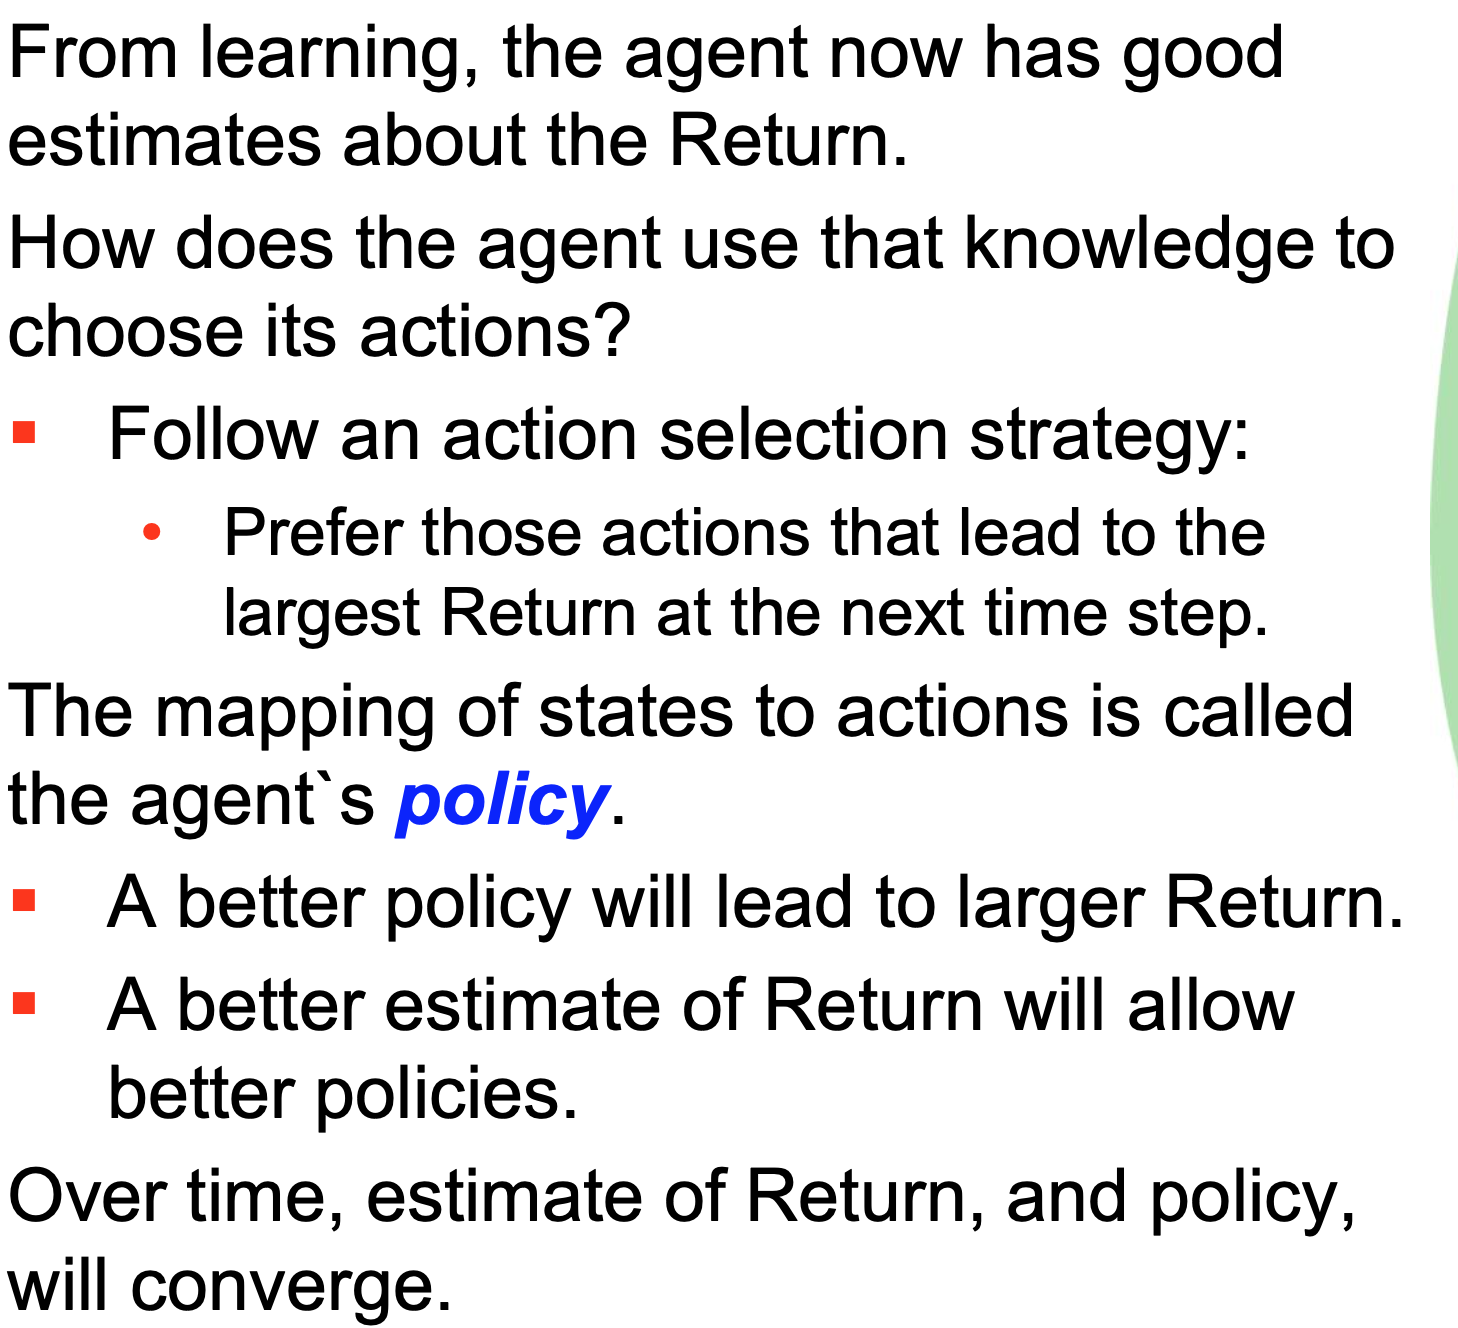 From learning, the agent now has good
estimates about the Return.
How does the agent use that knowledge to
choose its actions?
▪ Follow an action selection strategy:
• Prefer those actions that lead to the
largest Return at the next time step.
The mapping of states to actions is called
the agent`s policy.
▪ A better policy will lead to larger Return.
▪ A better estimate of Return will allow
better policies.
Over time, estimate of Return, and policy,
will converge.